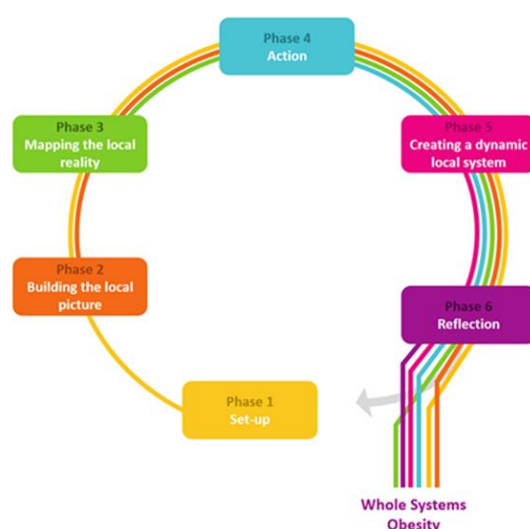 Phase 4
Action
Phase 3
Mapping the local
reality
Phase 5
Creating a dynamic
local system
Phase 2
Building the local
picture
Phase 6
Reflection
Phase 1
Set-up
Whole Systems
Obesity